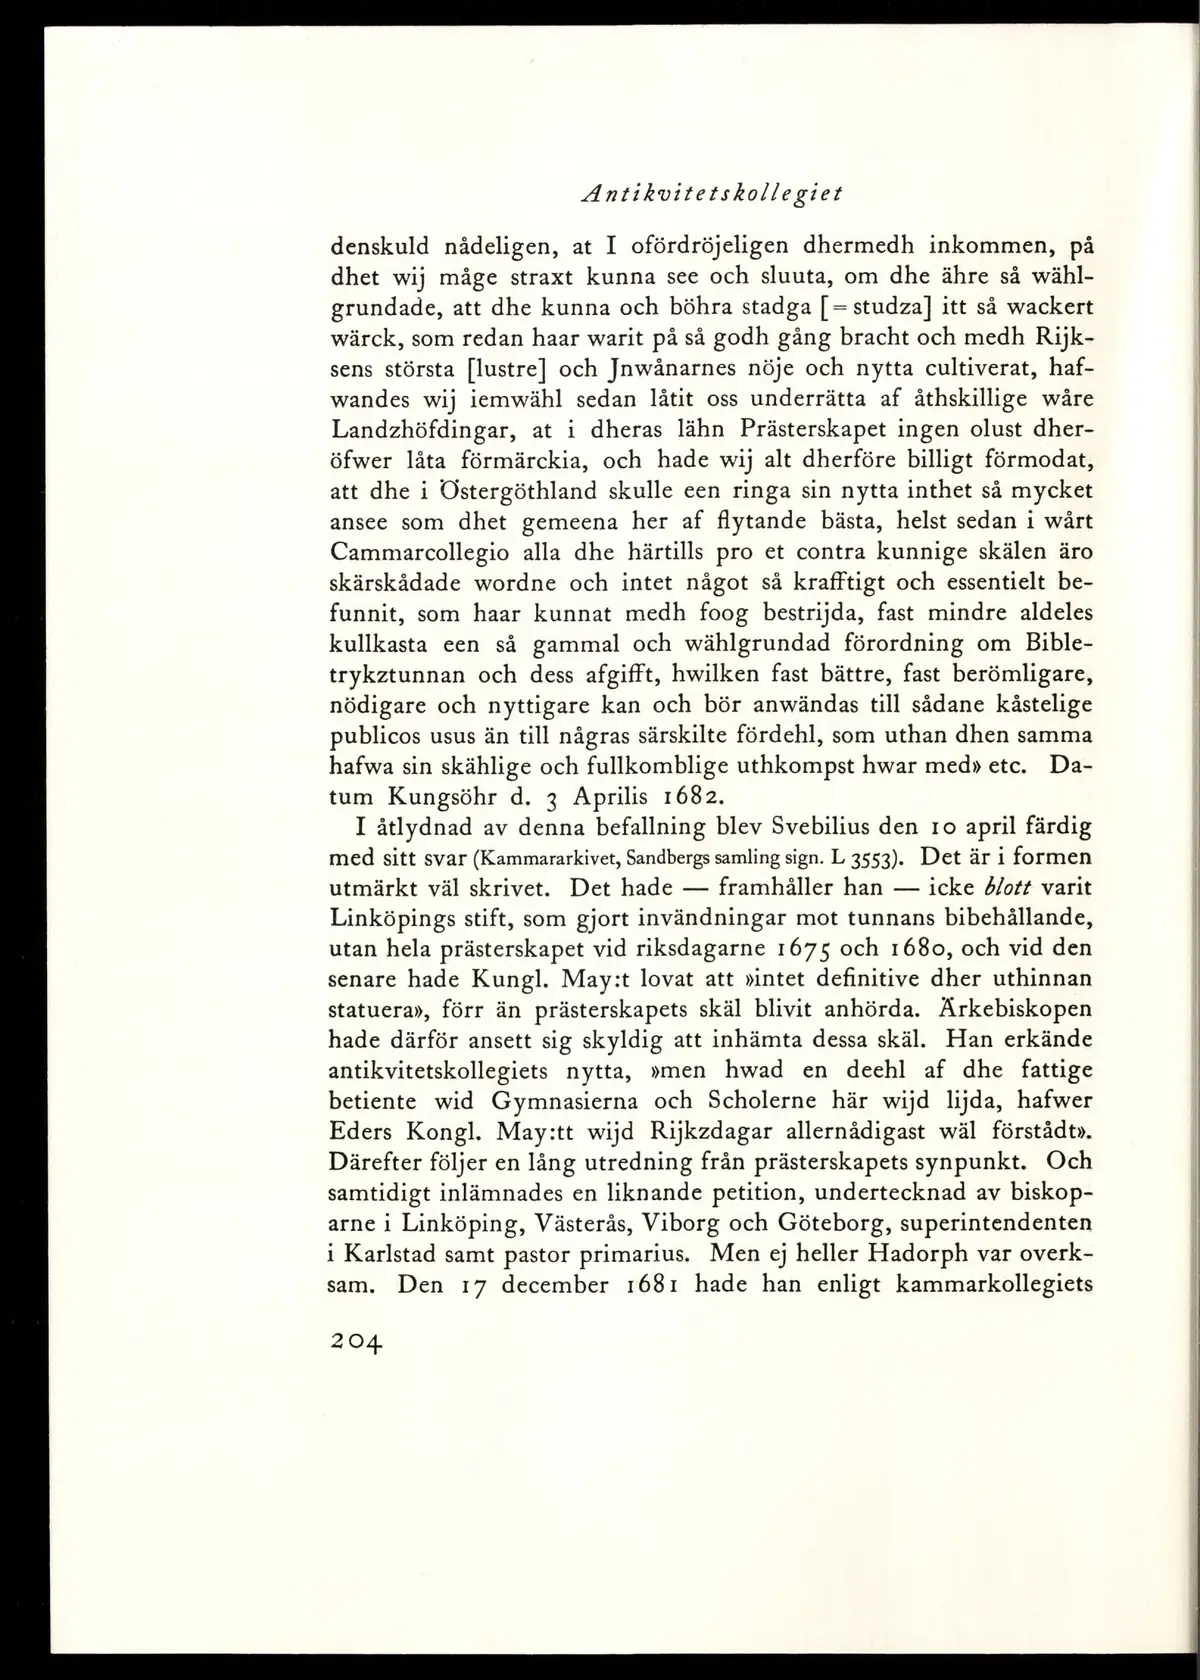 Antikvitetskollegiet
denskuld nådeligen, at I ofördröjeligen dhermedh inkommen, på
dhet wij måge straxt kunna see och sluuta, om dhe ähre så wähl-
grundade, att dhe kunna och böhra stadga [= studza] itt så wackert
wärck, som redan haar warit på så godh gång bracht och medh Rijk-
sens största [lustre] och Jnwånarnes nöje och nytta cultiverat, haf-
wandes wij iemwähl sedan låtit oss underrätta af åthskillige wåre
Landzhöfdingar, at i dheras lähn Prästerskapet ingen olust dher-
öfwer låta förmärckia, och hade wij alt dherföre billigt förmodat,
att dhe i Östergöthland skulle een ringa sin nytta inthet så mycket
ansee som dhet gemeena her af flytande bästa, helst sedan i wårt
Cammarcollegio alla dhe härtills pro et contra kunnige skälen äro
skärskådade wordne och intet något så krafftigt och essentielt be-
funnit, som haar kunnat medh foog bestrijda, fast mindre aldeles
kullkasta een så gammal och wählgrundad förordning om Bible-
trykztunnan och dess afgifft, hwilken fast bättre, fast berömligare,
nödigare och nyttigare kan och bör anwändas till sådane kåstelige
publicos usus än till några särskilte fördehl, som uthan dhen samma
hafwa sin skählige och fullkomblige uthkompst hwar med» etc. Da-
tum Kungsöhr d. 3 Aprilis 1682.
I åtlydnad av denna befallning blev Svebilius den 10 april färdig
med sitt svar (Kammararkivet, Sandbergs samling sign. L 3553). Det är i formen
utmärkt väl skrivet. Det hade — framhåller han — icke blott varit
Linköpings stift, som gjort invändningar mot tunnans bibehållande,
utan hela prästerskapet vid riksdagarne 1675 och 1680, och vid den
senare hade Kungl. May:t lovat att »intet definitive dher uthinnan
statuera», förr än prästerskapets skäl blivit anhörda. Ärkebiskopen
hade därför ansett sig skyldig att inhämta dessa skäl. Han erkände
antikvitetskollegiets nytta, »men hwad en deehl af dhe fattige
betiente wid Gymnasierna och Scholerne här wijd lijda, hafwer
Eders Kongl. May:tt wijd Rijkzdagar allernådigast wäl förstådt».
Därefter följer en lång utredning från prästerskapets synpunkt. Och
samtidigt inlämnades en liknande petition, undertecknad av biskop-
arne i Linköping, Västerås, Viborg och Göteborg, superintendenten
i Karlstad samt pastor primarius. Men ej heller Hadorph var overk-
sam. Den 17 december 1681 hade han enligt kammarkollegiets
204